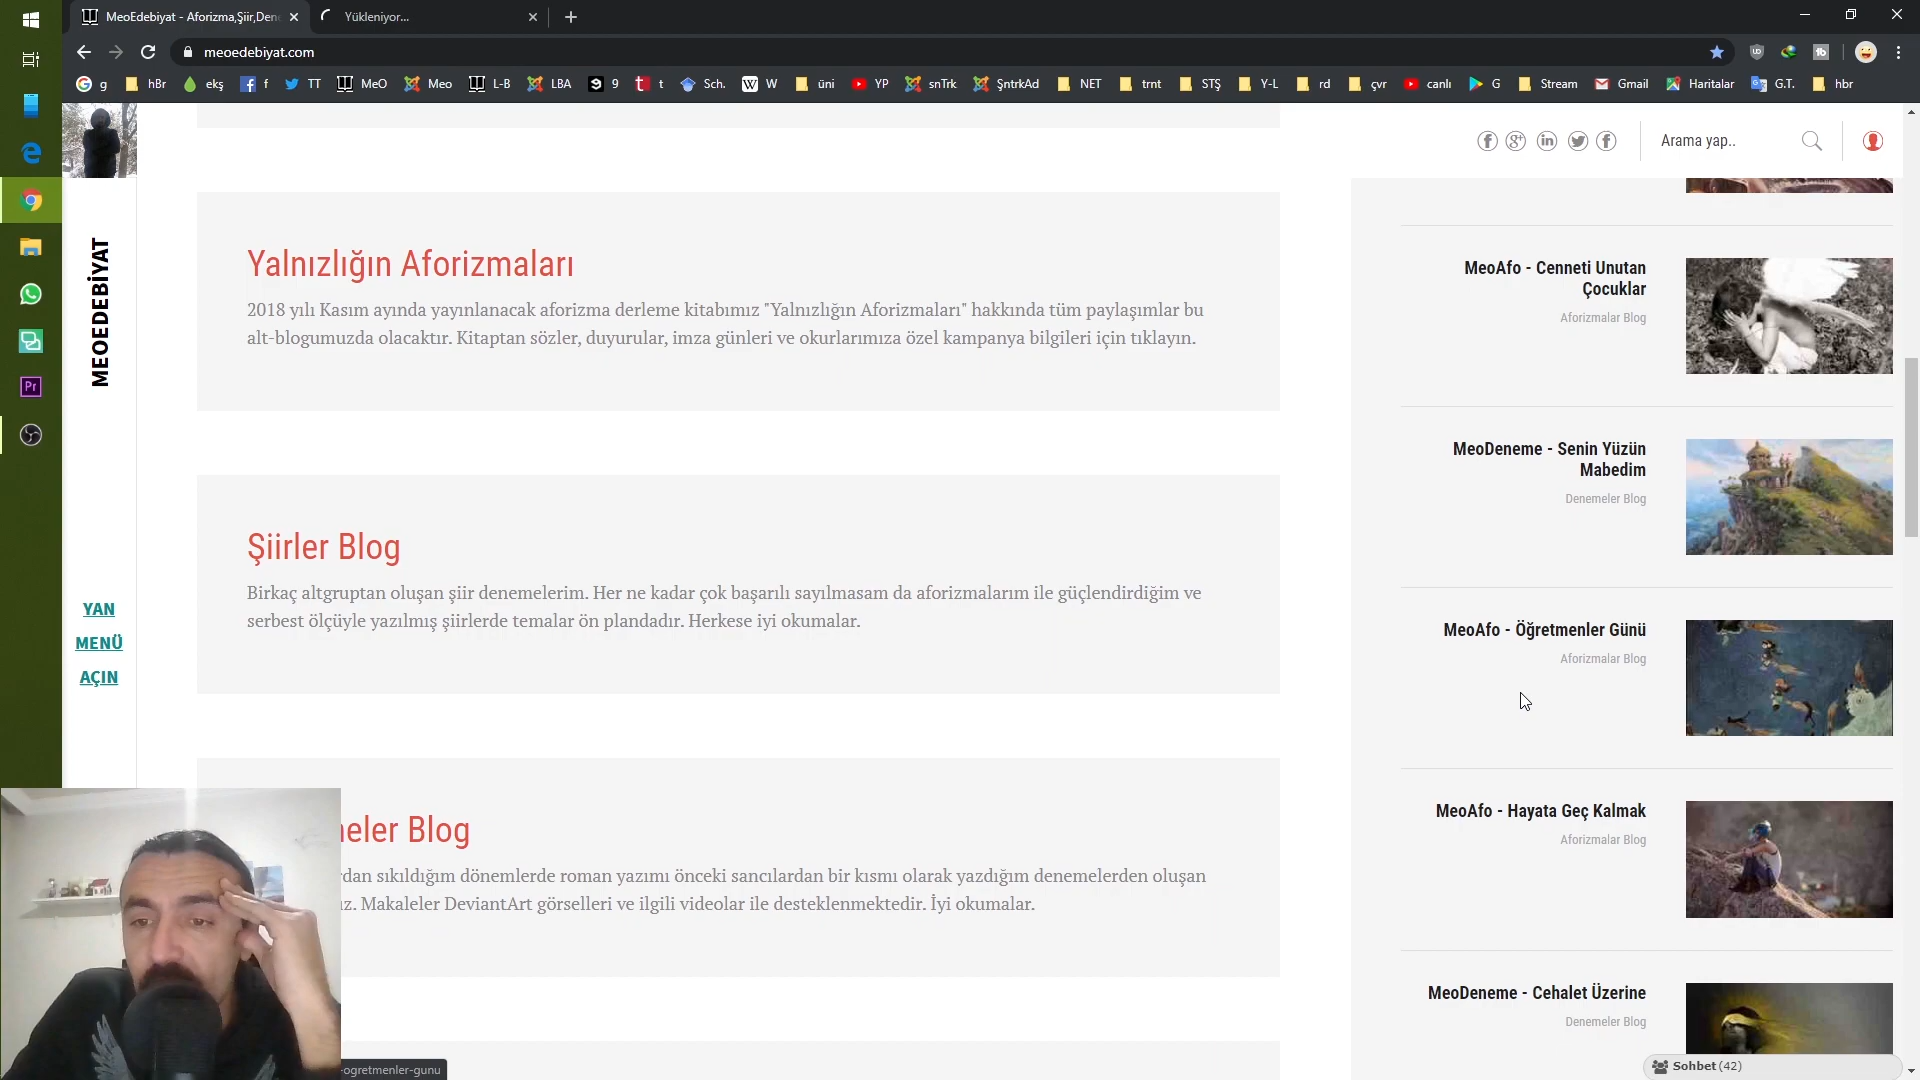 MeoEdebiyat - Aforizma,Şiir,Den
Yükleniyor...
meoedebiyat.com
g
hBr
ekş
f
TT
MeO
Meo
L-B
LBA
9
t
Sch.
W
üni
YP
snTrk
ŞntrkAd
NET
trnt
STŞ
Y-L
rd
çvr
canlı
G
Stream
Gmail
Haritalar
G.T.
hbr
Arama yap..
MEOEDEBİYAT
YAN
MENÜ
AÇIN
Yalnızlığın Aforizmaları
2018 yılı Kasım ayında yayınlanacak aforizma derleme kitabımız "Yalnızlığın Aforizmaları" hakkında tüm paylaşımlar bu
alt-blogumuzda olacaktır. Kitaptan sözler, duyurular, imza günleri ve okurlarımıza özel kampanya bilgileri için tıklayın.
Şiirler Blog
Birkaç altgruptan oluşan şiir denemelerim. Her ne kadar çok başarılı sayılmasam da aforizmalarım ile güçlendirdiğim ve
serbest ölçüyle yazılmış şiirlerde temalar ön plandadır. Herkese iyi okumalar.
neler Blog
rdan sıkıldığım dönemlerde roman yazımı önceki sancılardan bir kısmı olarak yazdığım denemelerden oluşan
ız. Makaleler DeviantArt görselleri ve ilgili videolar ile desteklenmektedir. İyi okumalar.
-ogretmenler-gunu
MeoAfo - Cenneti Unutan
Çocuklar
Aforizmalar Blog
MeoDeneme - Senin Yüzün
Mabedim
Denemeler Blog
MeoAfo - Öğretmenler Günü
Aforizmalar Blog
MeoAfo - Hayata Geç Kalmak
Aforizmalar Blog
MeoDeneme - Cehalet Üzerine
Denemeler Blog
Sohbet (42)
Pr